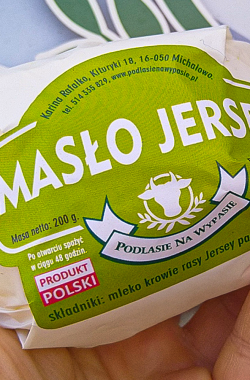 Karina Rafałko, Kituryki 18, 16-050 Michałowo.
tel. 514 555 829, www.podlasienawypasie.pl
MASŁO JERSE
Masa netto: 200 g.
Po otwarciu spożyć
w ciągu 48 godzin.
PODLASIE NA WYPASIE
PRODUKT
POLSKI
składniki: mleko krowie rasy Jersey pa